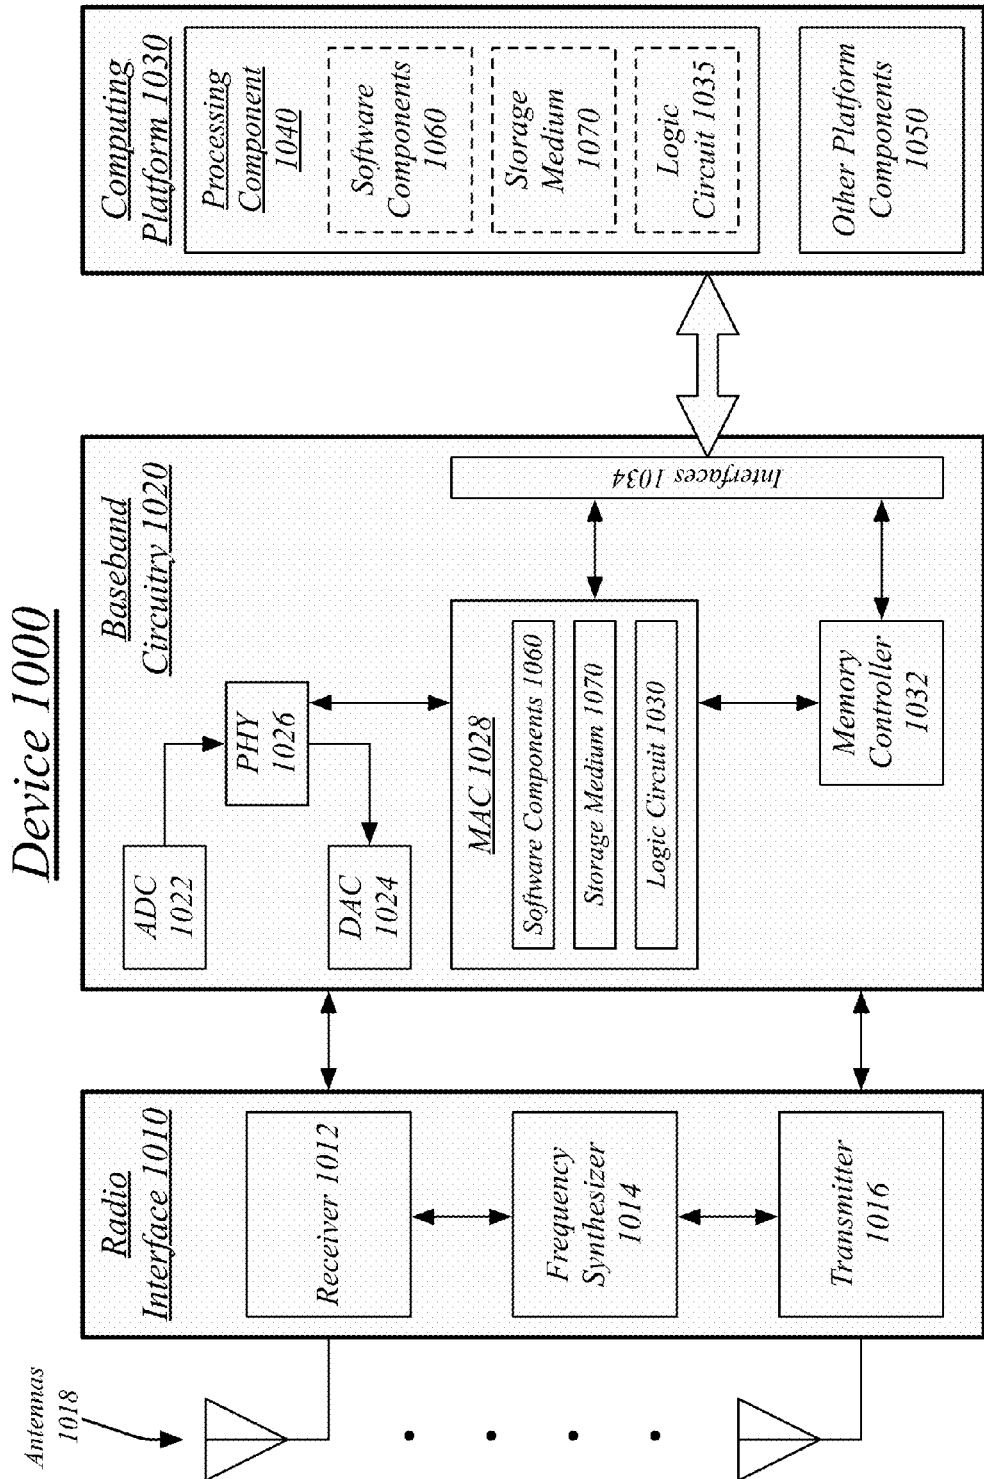 Device 1000
Antennas
1018
Radio
Interface 1010
Receiver 1012
Frequency
Synthesizer
1014
Transmitter
1016
Baseband
Circuitry 1020
ADC
1022
PHY
1026
DAC
1024
MAC 1028
Software Components 1060
Storage Medium 1070
Logic Circuit 1030
Memory
Controller
1032
Interfaces 1034
Computing
Platform 1030
Processing
Component
1040
Software
Components
1060
Storage
Medium
1070
Logic
Circuit 1035
Other Platform
Components
1050